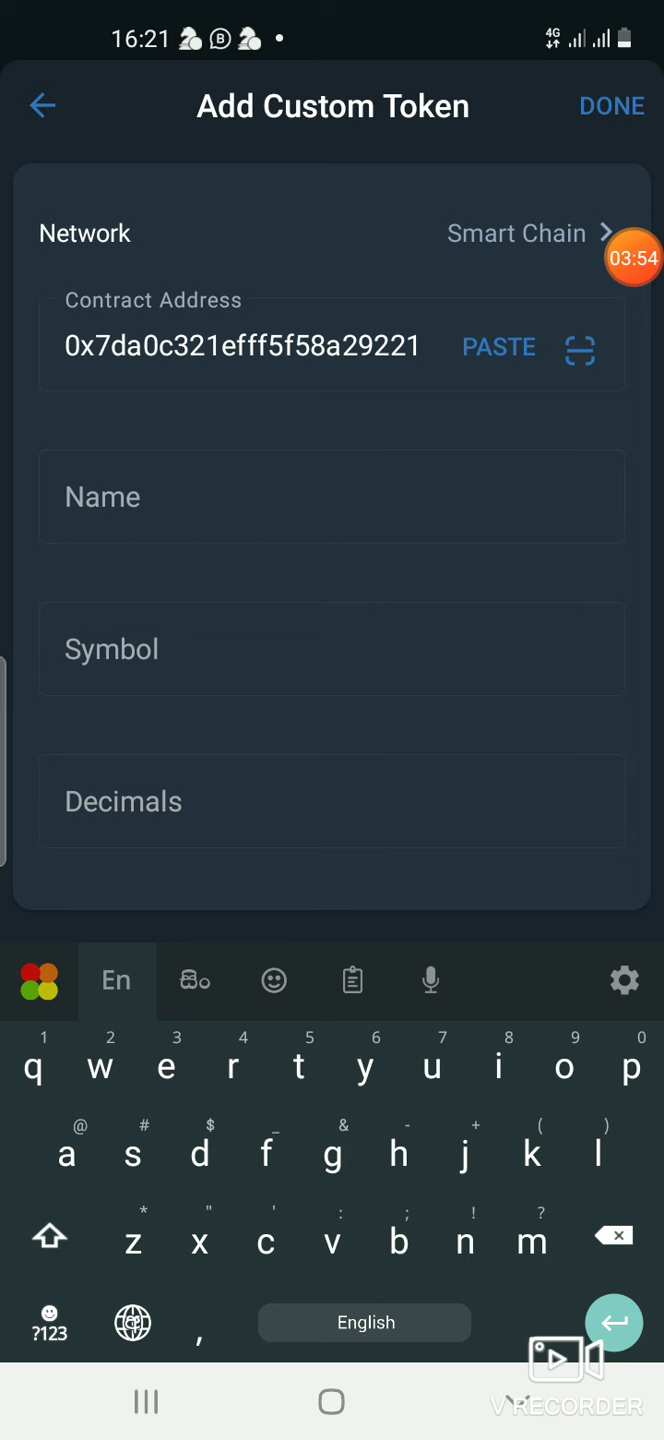 16:21 B 4G
Add Custom Token DONE
Network Smart Chain
03:54
Contract Address
0x7da0c321efff5f58a29221 PASTE
Name
Symbol
Decimals
En සිං
1 2 3 4 5 6 7 8 9 0
q w e r t y u i o p
@ # $ _ & - + ( )
a s d f g h j k l
* " ' : ; ! ?
z x c v b n m
?123 , English
V RECORDER